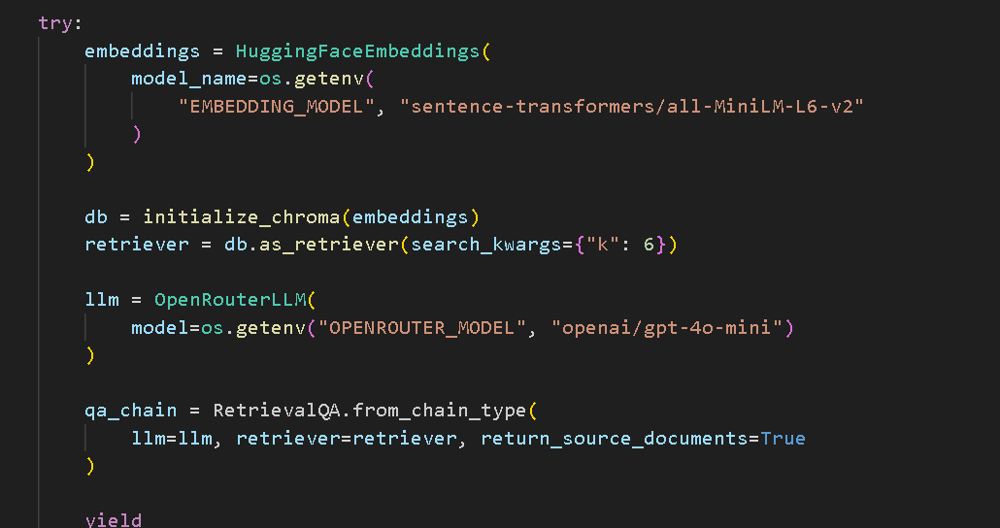 try:
    embeddings = HuggingFaceEmbeddings(
        model_name=os.getenv(
            "EMBEDDING_MODEL", "sentence-transformers/all-MiniLM-L6-v2"
        )
    )

    db = initialize_chroma(embeddings)
    retriever = db.as_retriever(search_kwargs={"k": 6})

    llm = OpenRouterLLM(
        model=os.getenv("OPENROUTER_MODEL", "openai/gpt-4o-mini")
    )

    qa_chain = RetrievalQA.from_chain_type(
        llm=llm, retriever=retriever, return_source_documents=True
    )

    yield